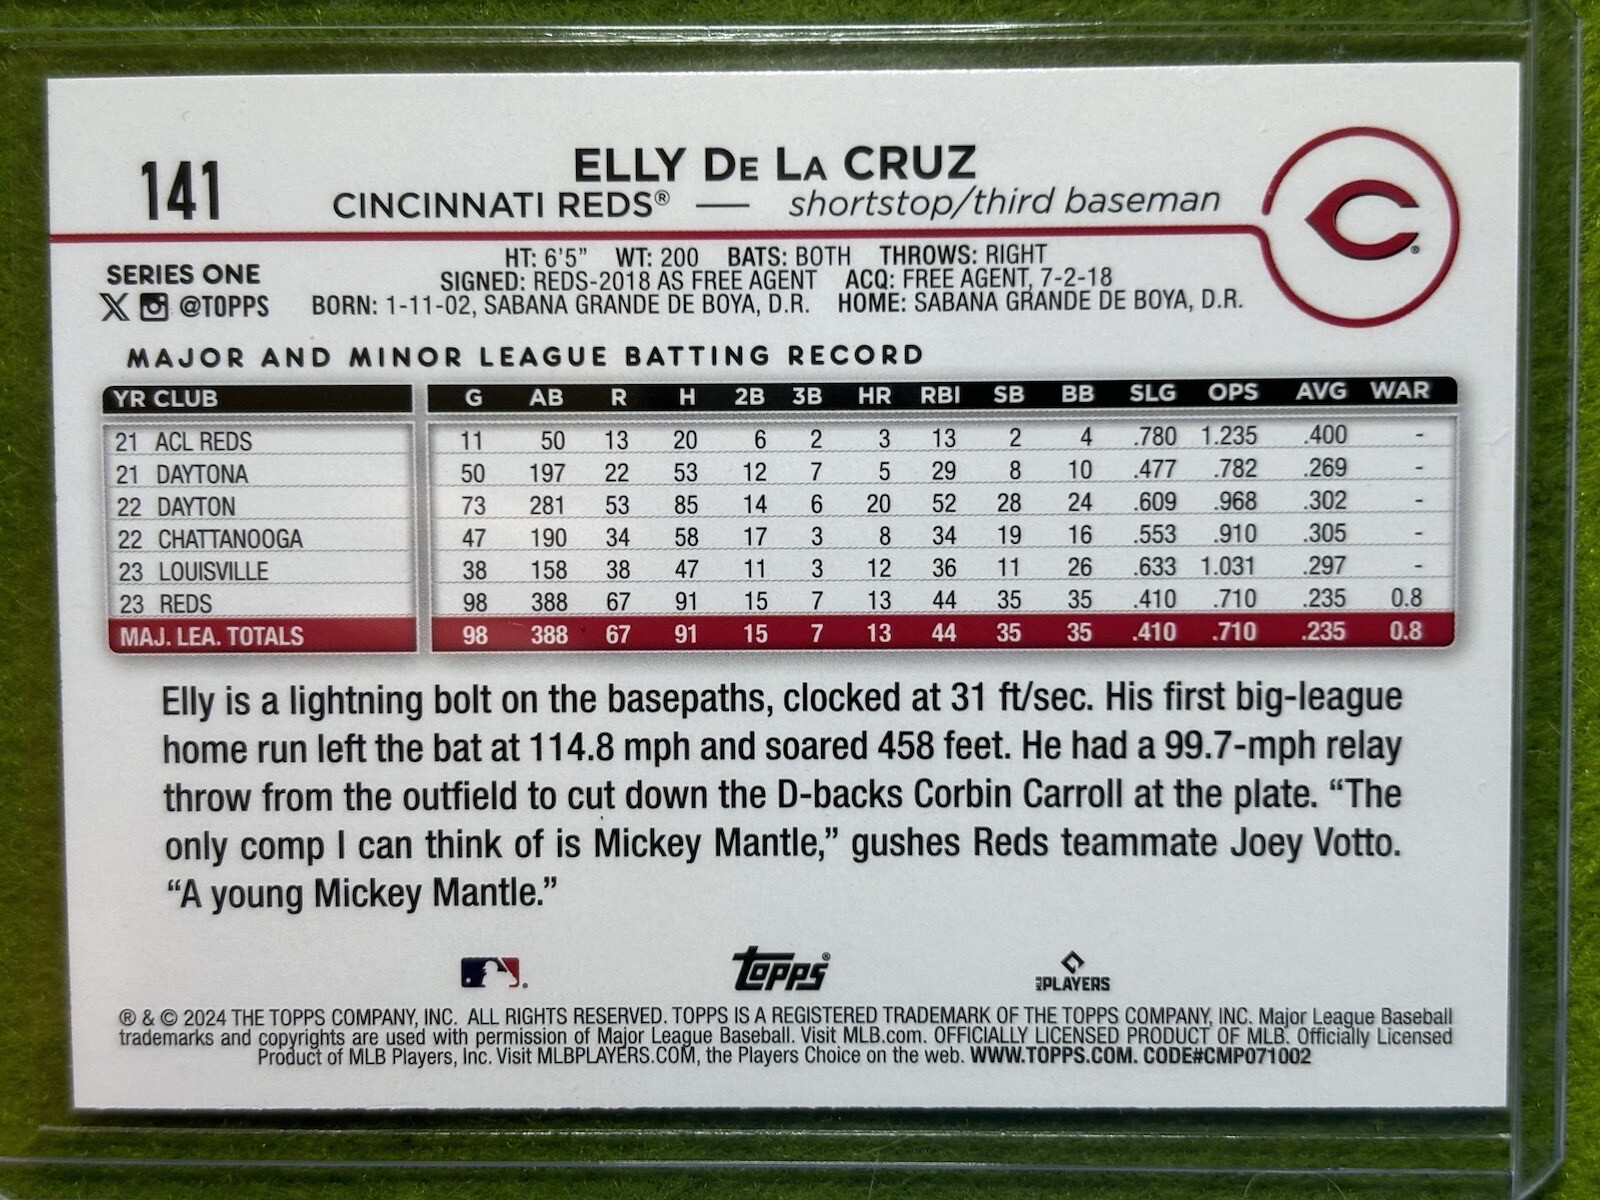 141
ELLY DE LA CRUZ
CINCINNATI REDS® — shortstop/third baseman
SERIES ONE
@TOPPS
HT: 6'5” WT: 200 BATS: BOTH THROWS: RIGHT
SIGNED: REDS-2018 AS FREE AGENT ACQ: FREE AGENT, 7-2-18
BORN: 1-11-02, SABANA GRANDE DE BOYA, D.R. HOME: SABANA GRANDE DE BOYA, D.R.
C®
MAJOR AND MINOR LEAGUE BATTING RECORD
YR CLUB G AB R H 2B 3B HR RBI SB BB SLG OPS AVG WAR
21 ACL REDS 11 50 13 20 6 2 3 13 2 4 .780 1.235 .400 -
21 DAYTONA 50 197 22 53 12 7 5 29 8 10 .477 .782 .269 -
22 DAYTON 73 281 53 85 14 6 20 52 28 24 .609 .968 .302 -
22 CHATTANOOGA 47 190 34 58 17 3 8 34 19 16 .553 .910 .305 -
23 LOUISVILLE 38 158 38 47 11 3 12 36 11 26 .633 1.031 .297 -
23 REDS 98 388 67 91 15 7 13 44 35 35 .410 .710 .235 0.8
MAJ. LEA. TOTALS 98 388 67 91 15 7 13 44 35 35 .410 .710 .235 0.8
Elly is a lightning bolt on the basepaths, clocked at 31 ft/sec. His first big-league
home run left the bat at 114.8 mph and soared 458 feet. He had a 99.7-mph relay
throw from the outfield to cut down the D-backs Corbin Carroll at the plate. “The
only comp I can think of is Mickey Mantle,” gushes Reds teammate Joey Votto.
“A young Mickey Mantle.”
topps®
MLB PLAYERS
® & © 2024 THE TOPPS COMPANY, INC. ALL RIGHTS RESERVED. TOPPS IS A REGISTERED TRADEMARK OF THE TOPPS COMPANY, INC. Major League Baseball
trademarks and copyrights are used with permission of Major League Baseball. Visit MLB.com. OFFICIALLY LICENSED PRODUCT OF MLB. Officially Licensed
Product of MLB Players, Inc. Visit MLBPLAYERS.COM, the Players Choice on the web. WWW.TOPPS.COM. CODE#CMP071002